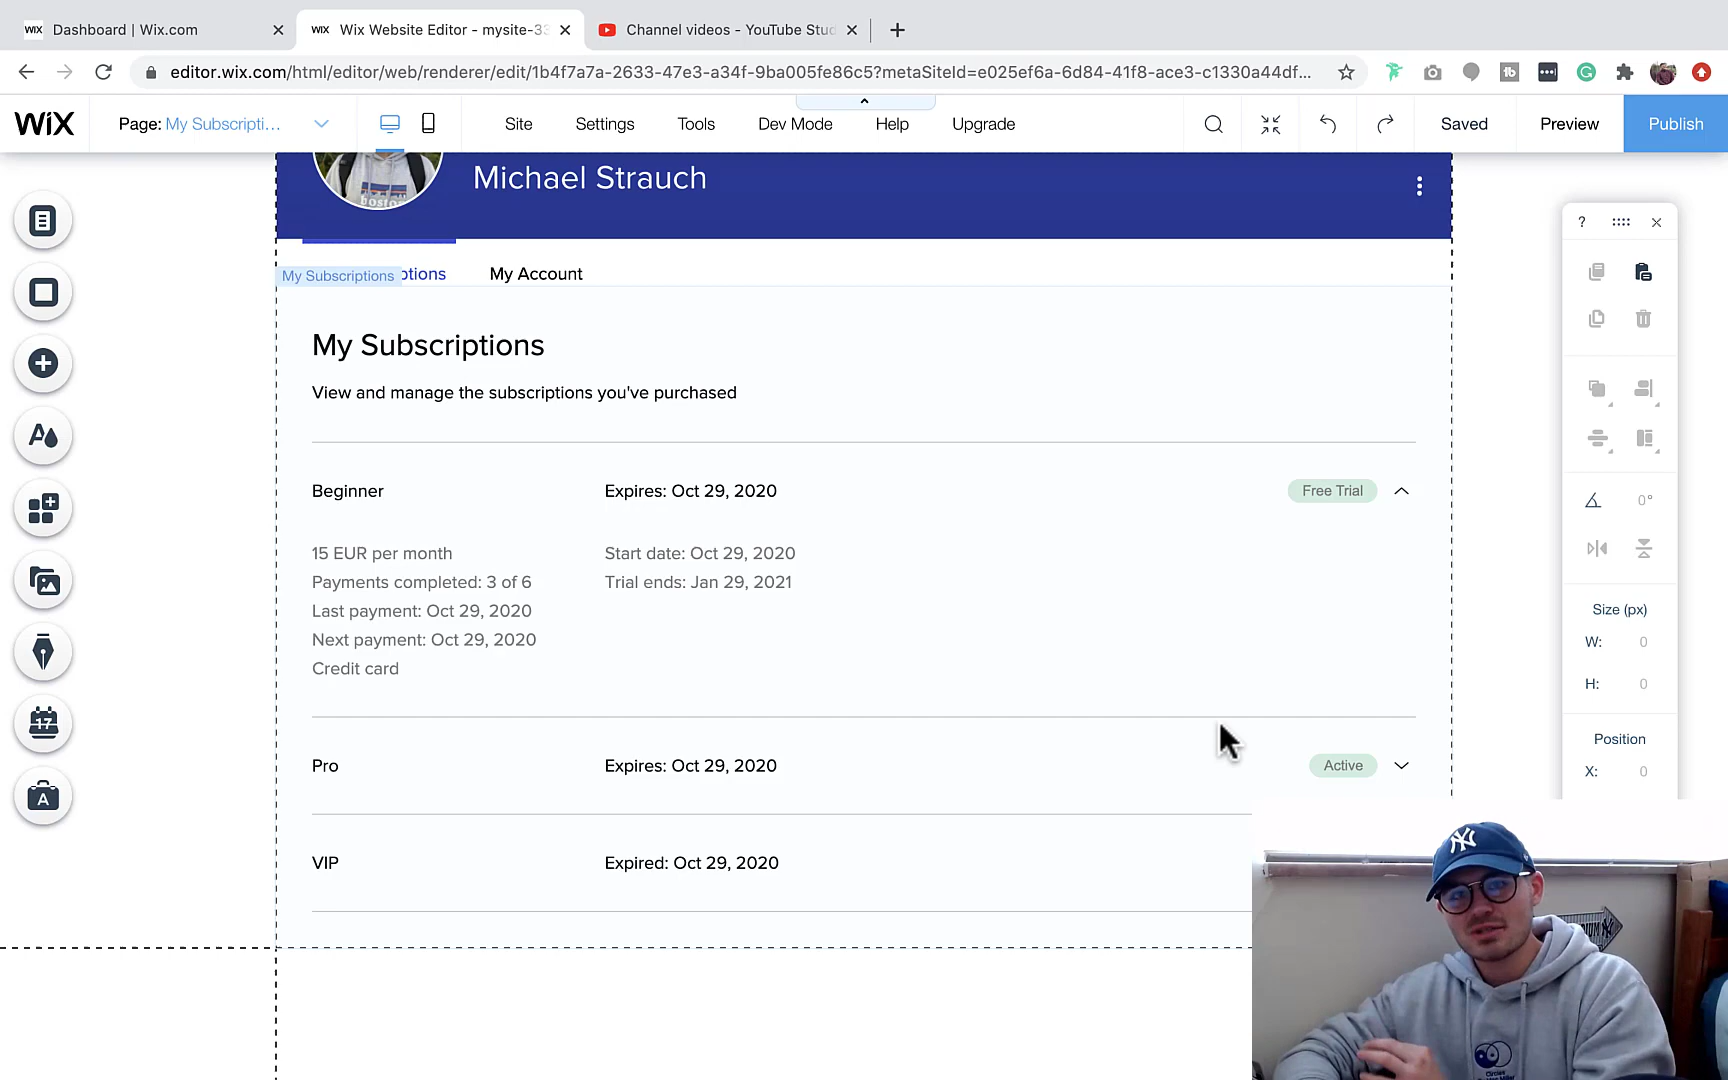 WIX Dashboard | Wix.com
WIX Wix Website Editor - mysite-33
Channel videos - YouTube Stud
editor.wix.com/html/editor/web/renderer/edit/1b4f7a7a-2633-47e3-a34f-9ba005fe86c5?metaSiteId=e025ef6a-6d84-41f8-ace3-c1330a44df...
WIX
Page: My Subscripti...
Site
Settings
Tools
Dev Mode
Help
Upgrade
Saved
Preview
Publish
Michael Strauch
My Subscriptions
ptions
My Account
My Subscriptions
View and manage the subscriptions you've purchased
Beginner
Expires: Oct 29, 2020
Free Trial
15 EUR per month
Start date: Oct 29, 2020
Payments completed: 3 of 6
Trial ends: Jan 29, 2021
Last payment: Oct 29, 2020
Next payment: Oct 29, 2020
Credit card
Pro
Expires: Oct 29, 2020
Active
VIP
Expired: Oct 29, 2020
?
0°
Size (px)
W: 0
H: 0
Position
X: 0
17
A
NY